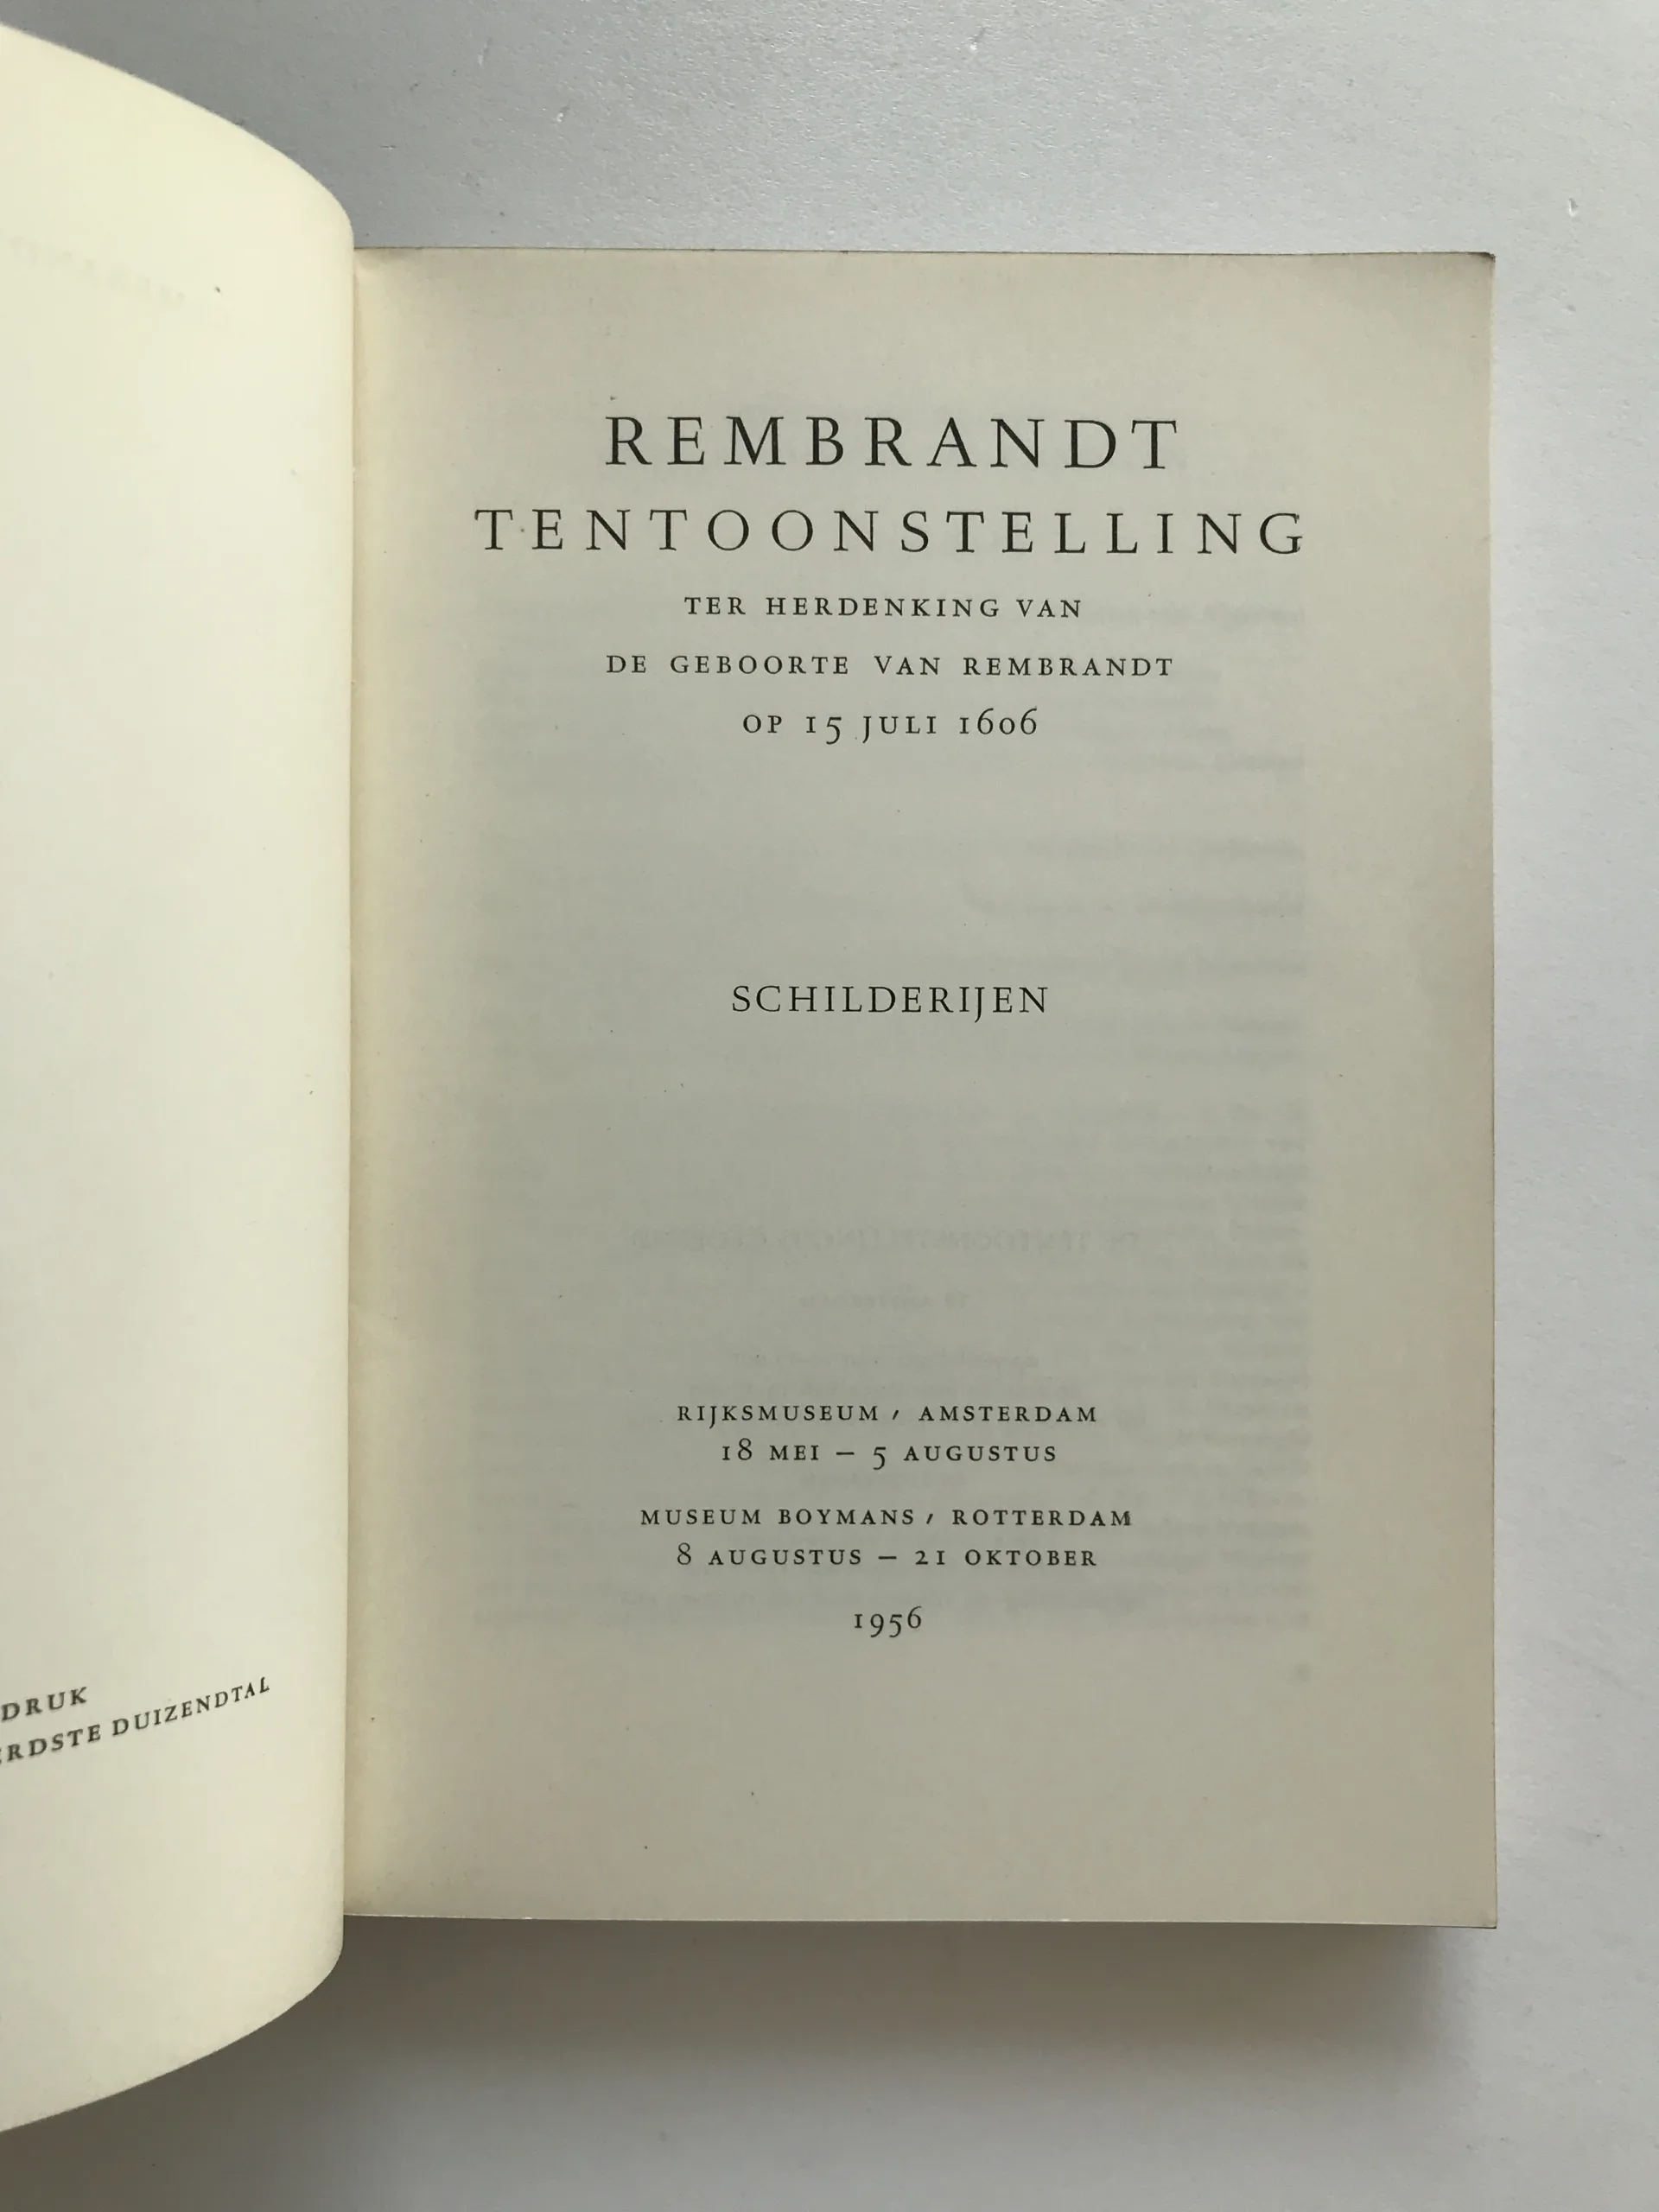 DRUK
DUIZENDTAL
REMBRANDT
TENTOONSTELLING
TER HERDENKING VAN
DE GEBOORTE VAN REMBRANDT
OP 15 JULI 1606
SCHILDERIJEN
RIJKSMUSEUM / AMSTERDAM
18 MEI – 5 AUGUSTUS
MUSEUM BOYMANS / ROTTERDAM
8 AUGUSTUS – 21 OKTOBER
1956